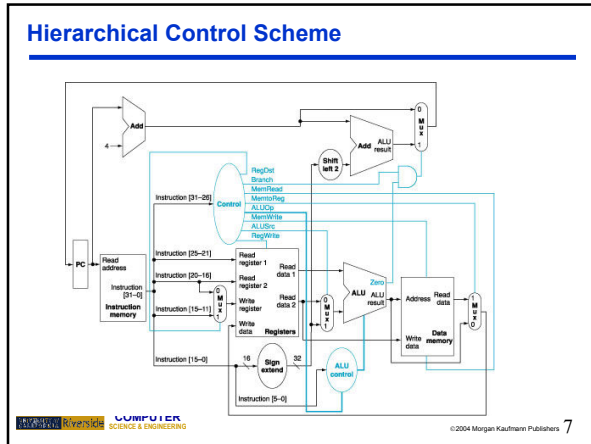 Hierarchical Control Scheme
Add
4
Add
ALU
result
0
M
u
x
1
Shift
left 2
RegDst
Branch
MemRead
MemtoReg
ALUOp
MemWrite
ALUSrc
RegWrite
Instruction [31–26]
Control
PC
Read
address
Instruction
[31–0]
Instruction
memory
Instruction [25–21]
Instruction [20–16]
Instruction [15–11]
0
M
u
x
1
Read
register 1
Read
register 2
Write
register
Write
data
Read
data 1
Read
data 2
Registers
0
M
u
x
1
Zero
ALU
ALU
result
Address
Read
data
Write
data
Data
memory
1
M
u
x
0
Instruction [15–0]
16
Sign
extend
32
ALU
control
Instruction [5–0]
UNIVERSITY OF
CALIFORNIA
Riverside
COMPUTER
SCIENCE & ENGINEERING
©2004 Morgan Kaufmann Publishers 7